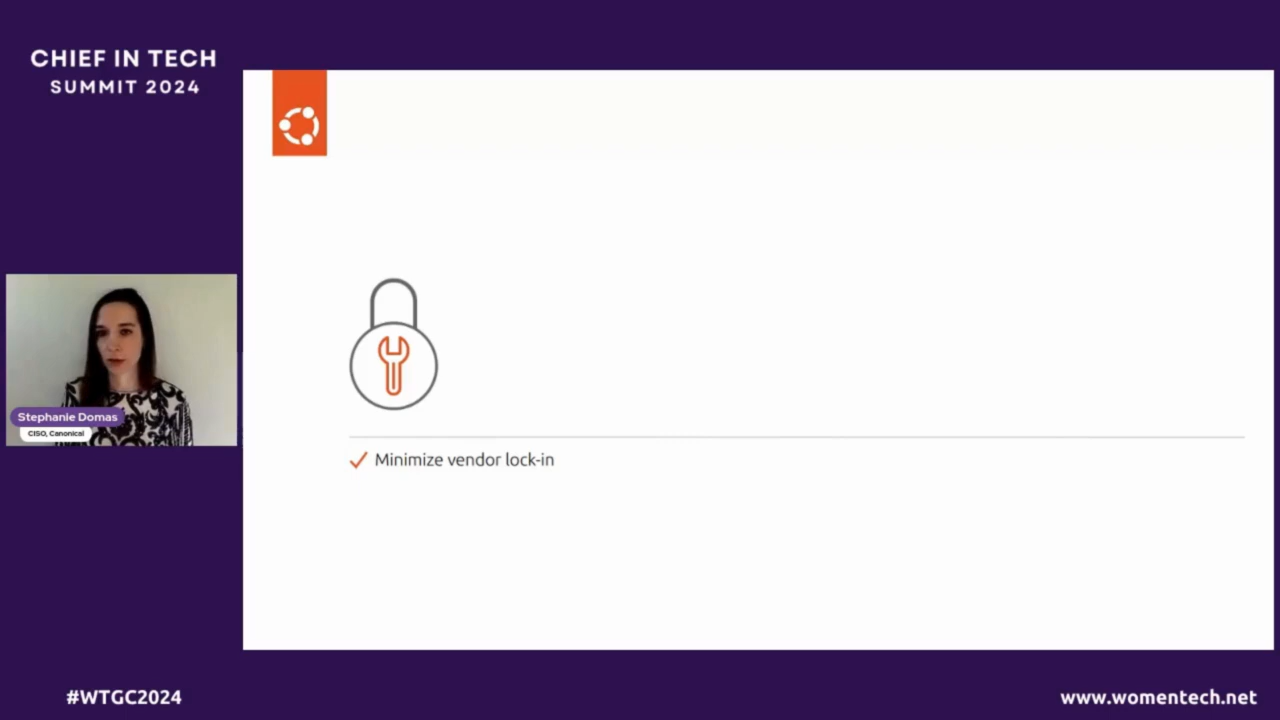 CHIEF IN TECH
SUMMIT 2024
Stephanie Domas
CISO, Canonical
Minimize vendor lock-in
#WTGC2024
www.womentech.net